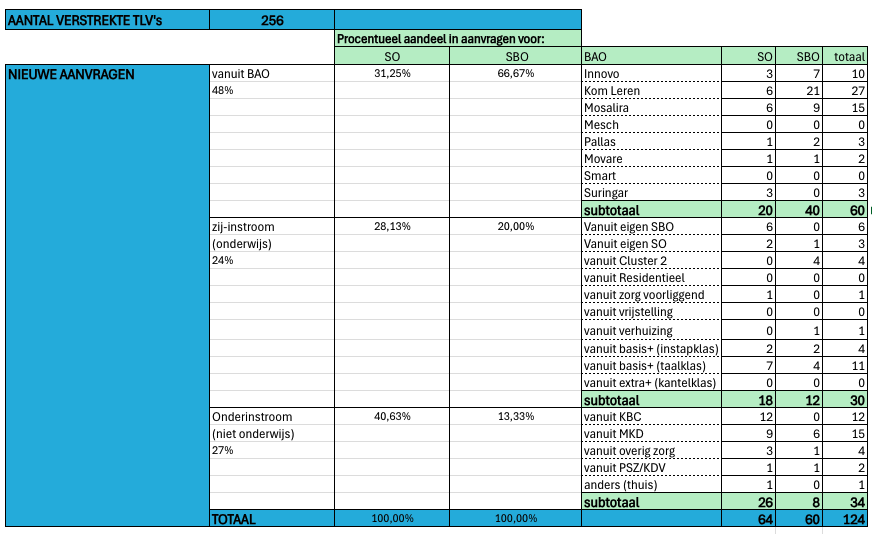 AANTAL VERSTREKTE TLV's 256
Procentueel aandeel in aanvragen voor:
SO SBO BAO SO SBO totaal
NIEUWE AANVRAGEN vanuit BAO 31,25% 66,67% Innovo 3 7 10
48% Kom Leren 6 21 27
Mosalira 6 9 15
Mesch 0 0 0
Pallas 1 2 3
Movare 1 1 2
Smart 0 0 0
Suringar 3 0 3
subtotaal 20 40 60
zij-instroom 28,13% 20,00% Vanuit eigen SBO 6 0 6
(onderwijs) Vanuit eigen SO 2 1 3
24% vanuit Cluster 2 0 4 4
vanuit Residentieel 0 0 0
vanuit zorg voorliggend 1 0 1
vanuit vrijstelling 0 0 0
vanuit verhuizing 0 1 1
vanuit basis+ (instapklas) 2 2 4
vanuit basis+ (taalklas) 7 4 11
vanuit extra+ (kantelklas) 0 0 0
subtotaal 18 12 30
Onderinstroom 40,63% 13,33% vanuit KBC 12 0 12
(niet onderwijs) vanuit MKD 9 6 15
27% vanuit overig zorg 3 1 4
vanuit PSZ/KDV 1 1 2
anders (thuis) 1 0 1
subtotaal 26 8 34
TOTAAL 100,00% 100,00% 64 60 124